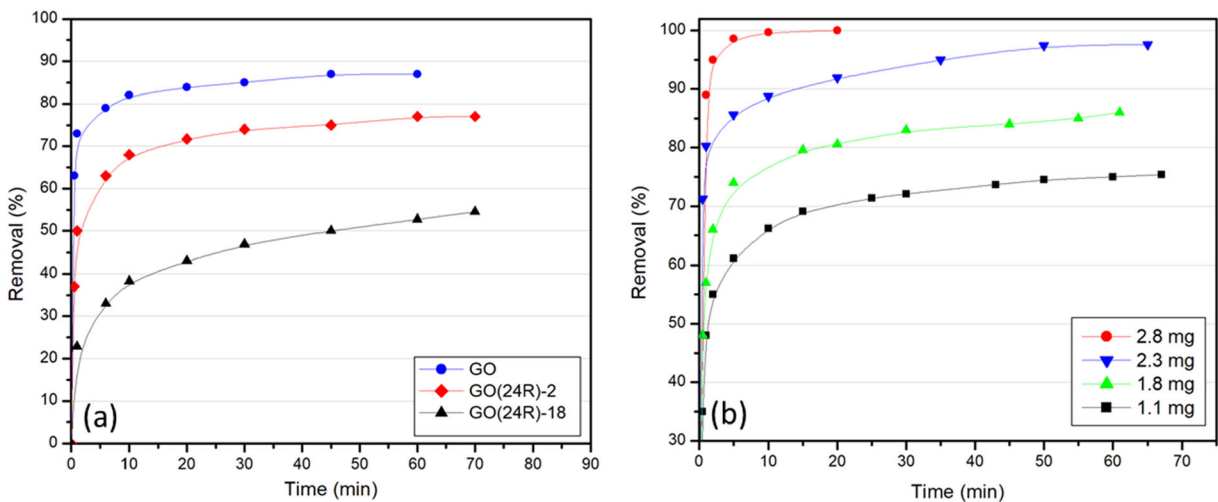 100
90
80
70
60
50
40
30
20
10
0
Removal (%)
0 10 20 30 40 50 60 70 80 90
Time (min)
GO
GO(24R)-2
GO(24R)-18
(a)
100
90
80
70
60
50
40
30
Removal (%)
0 10 20 30 40 50 60 70
Time (min)
2.8 mg
2.3 mg
1.8 mg
1.1 mg
(b)